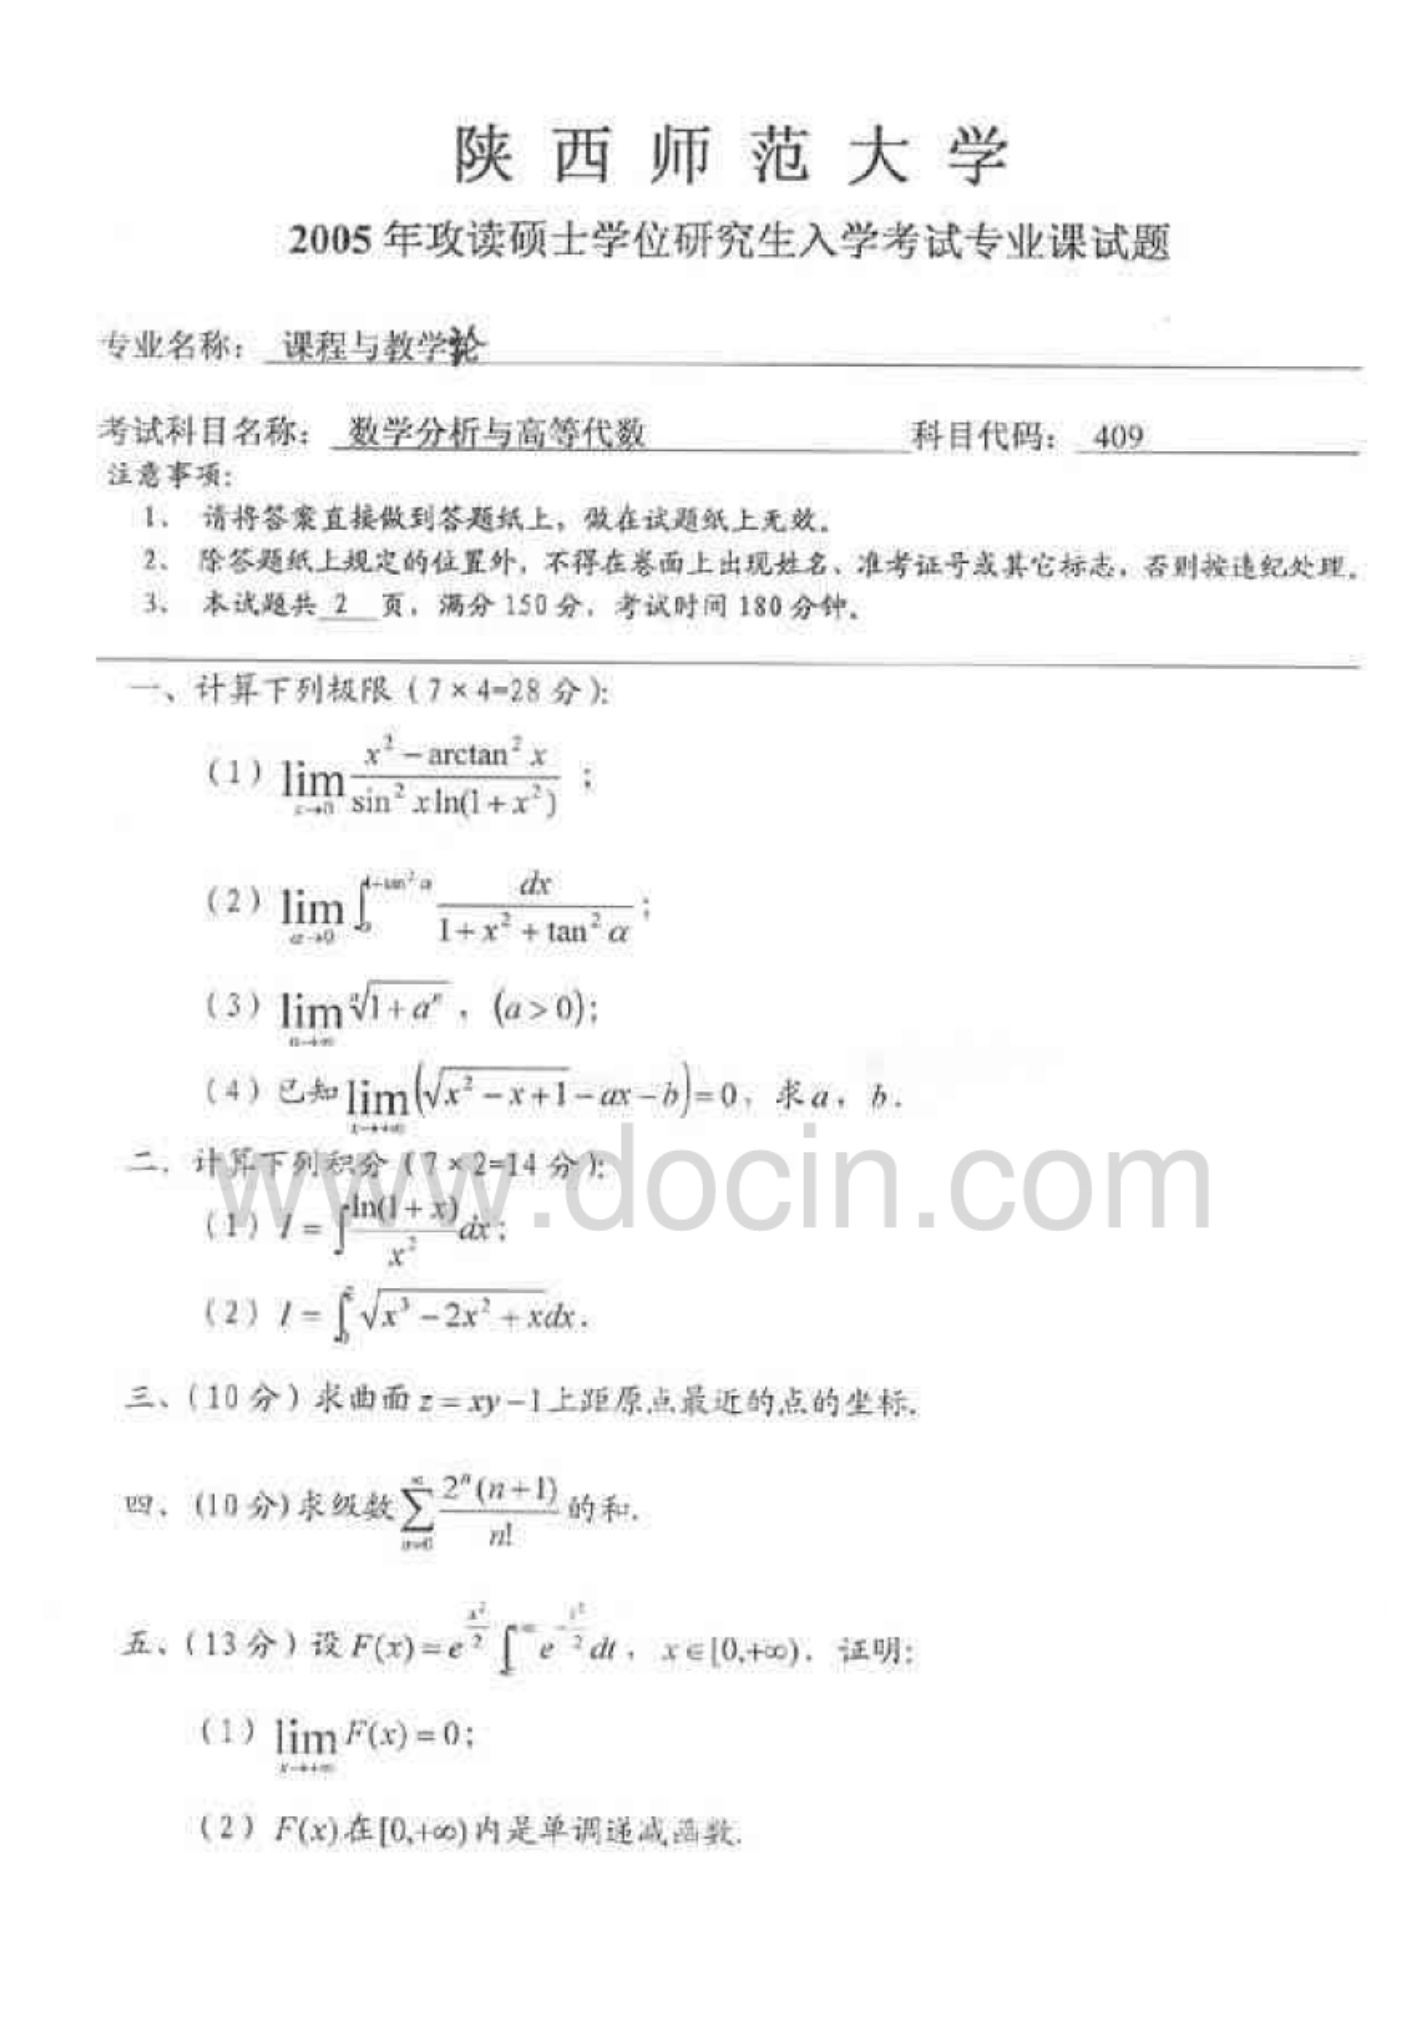 陕西师范大学
2005年攻读硕士学位研究生入学考试专业课试题
专业名称: 课程与教学论
考试科目名称: 数学分析与高等代数 科目代码: 409
注意事项:
1、 请将答案直接做到答题纸上，做在试题纸上无效。
2、 除答题纸上规定的位置外，不得在卷面上出现姓名、准考证号或其它标志，否则按违纪处理。
3、 本试题共 2 页，满分150分，考试时间180分钟。
一、计算下列极限（7×4=28分）:
（1）lim_{x→0} (x² − arctan² x)/(sin² x ln(1+x²)) ；
（2）lim_{α→0} ∫ dx/(1+x²+tan² α) ；
（3）lim_{n→∞} ⁿ√(1+aⁿ)，(a>0)；
（4）已知 lim_{x→+∞} (√(x²−x+1) − ax − b) = 0，求a，b．
二、计算下列积分（7×2=14分）:
（1）I = ∫ ln(1+x)/x² dx；
（2）I = ∫₀² √(x³−2x²+x) dx．
三、（10分）求曲面 z=xy−1上距原点最近的点的坐标．
四、(10分)求级数 ∑_{n=0}^{∞} 2ⁿ(n+1)/n! 的和．
五、（13分）设 F(x) = e^{x²/2} ∫_x^{+∞} e^{−t²/2} dt，x∈[0,+∞)．证明:
（1）lim_{x→+∞} F(x) = 0；
（2）F(x)在[0,+∞)内是单调递减函数．
www.docin.com